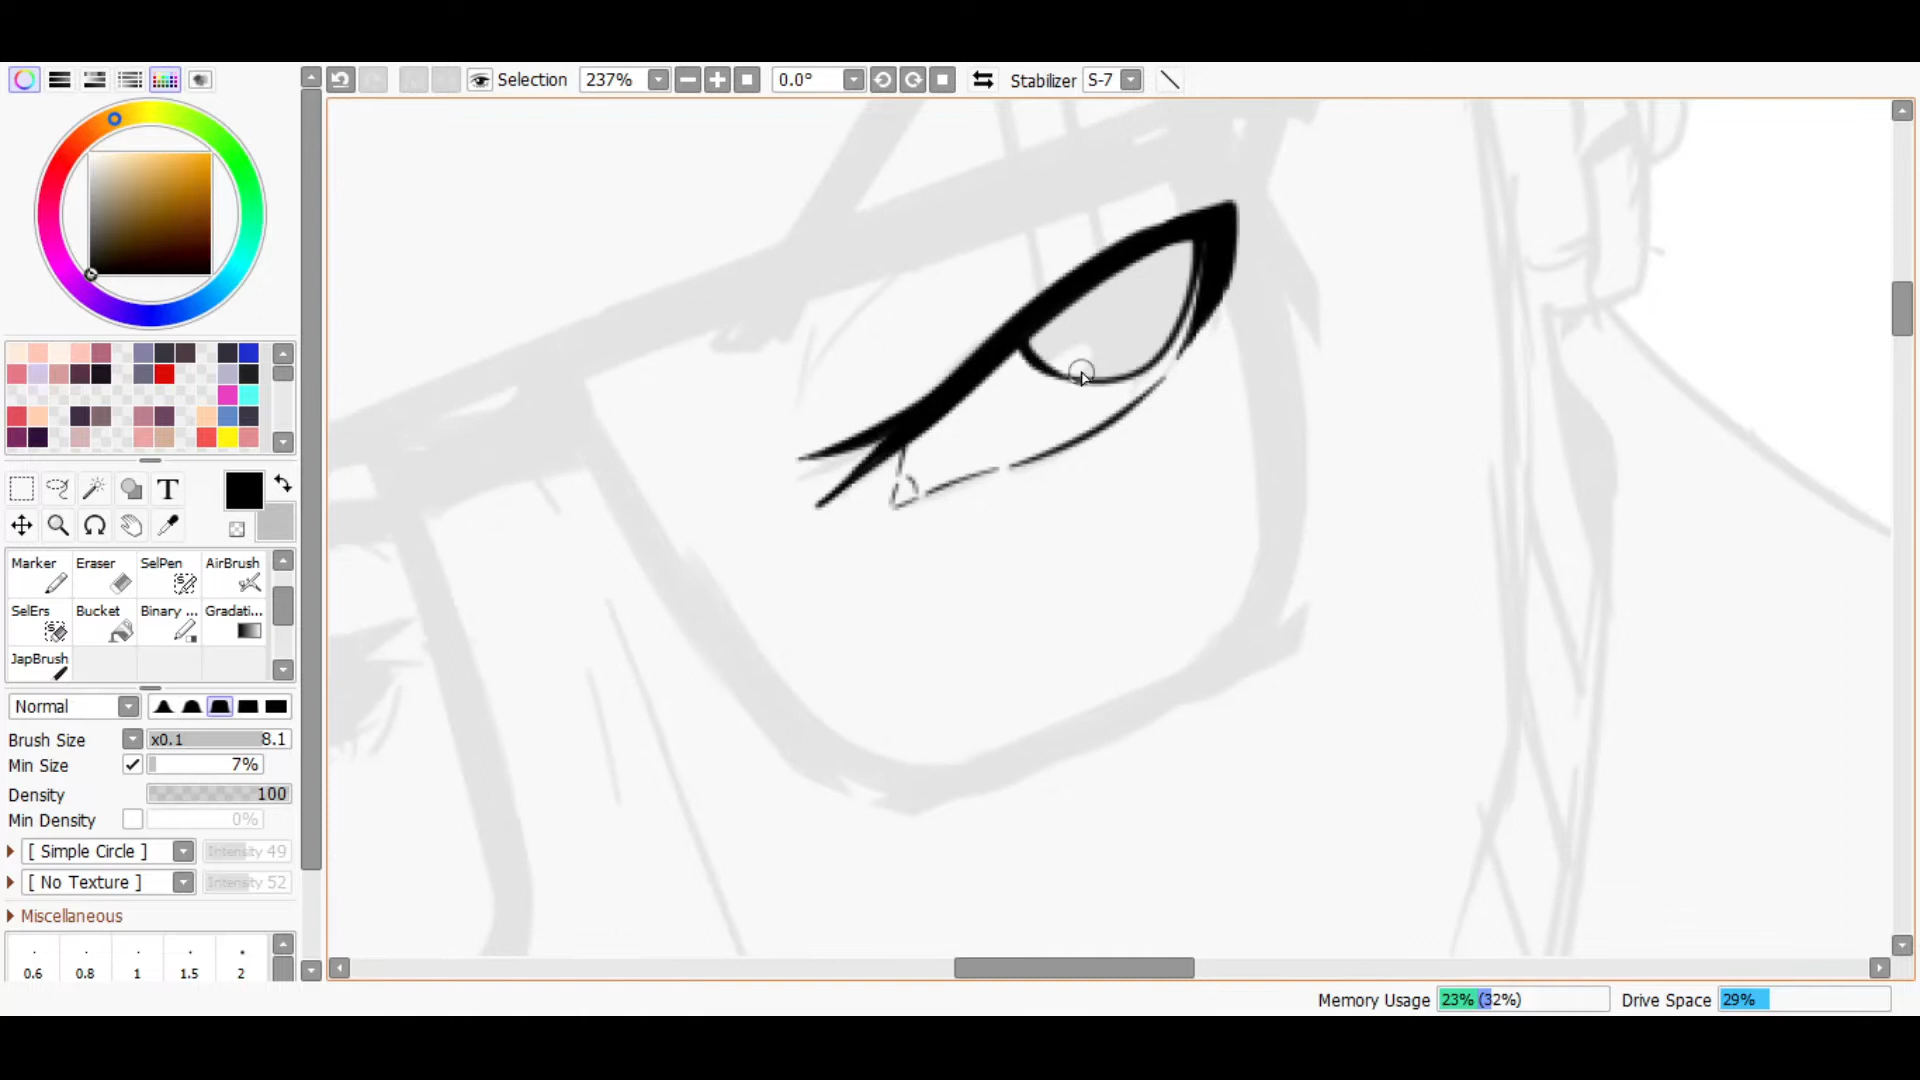 Selection 237% 0.0° Stabilizer S-7
T
Marker Eraser SelPen AirBrush
SelErs Bucket Binary ... Gradati...
JapBrush
Normal
Brush Size x0.1 8.1
Min Size 7%
Density 100
Min Density 0%
[ Simple Circle ] Intensity 49
[ No Texture ] Intensity 52
Miscellaneous
0.6 0.8 1 1.5 2
Memory Usage 23% (32%) Drive Space 29%